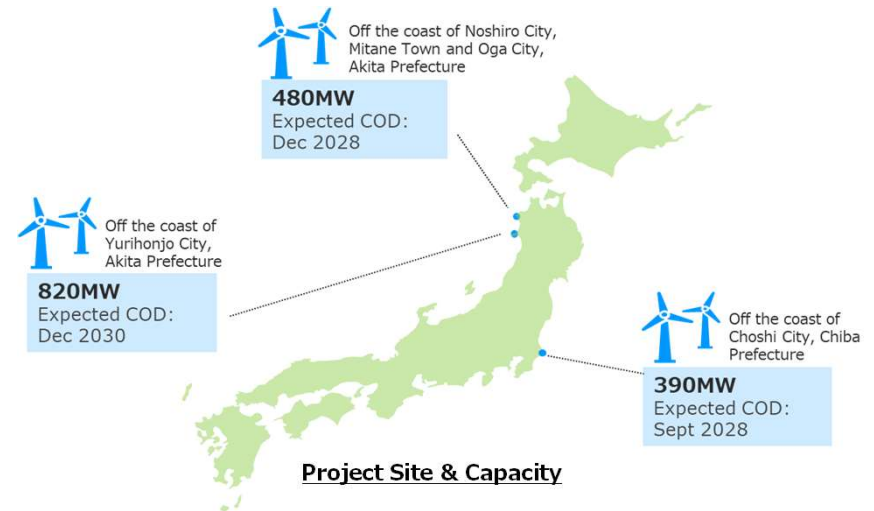 Off the coast of Noshiro City,
Mitane Town and Oga City,
Akita Prefecture
480MW
Expected COD:
Dec 2028
Off the coast of
Yurihonjo City,
Akita Prefecture
820MW
Expected COD:
Dec 2030
Off the coast of
Choshi City, Chiba
Prefecture
390MW
Expected COD:
Sept 2028
Project Site & Capacity